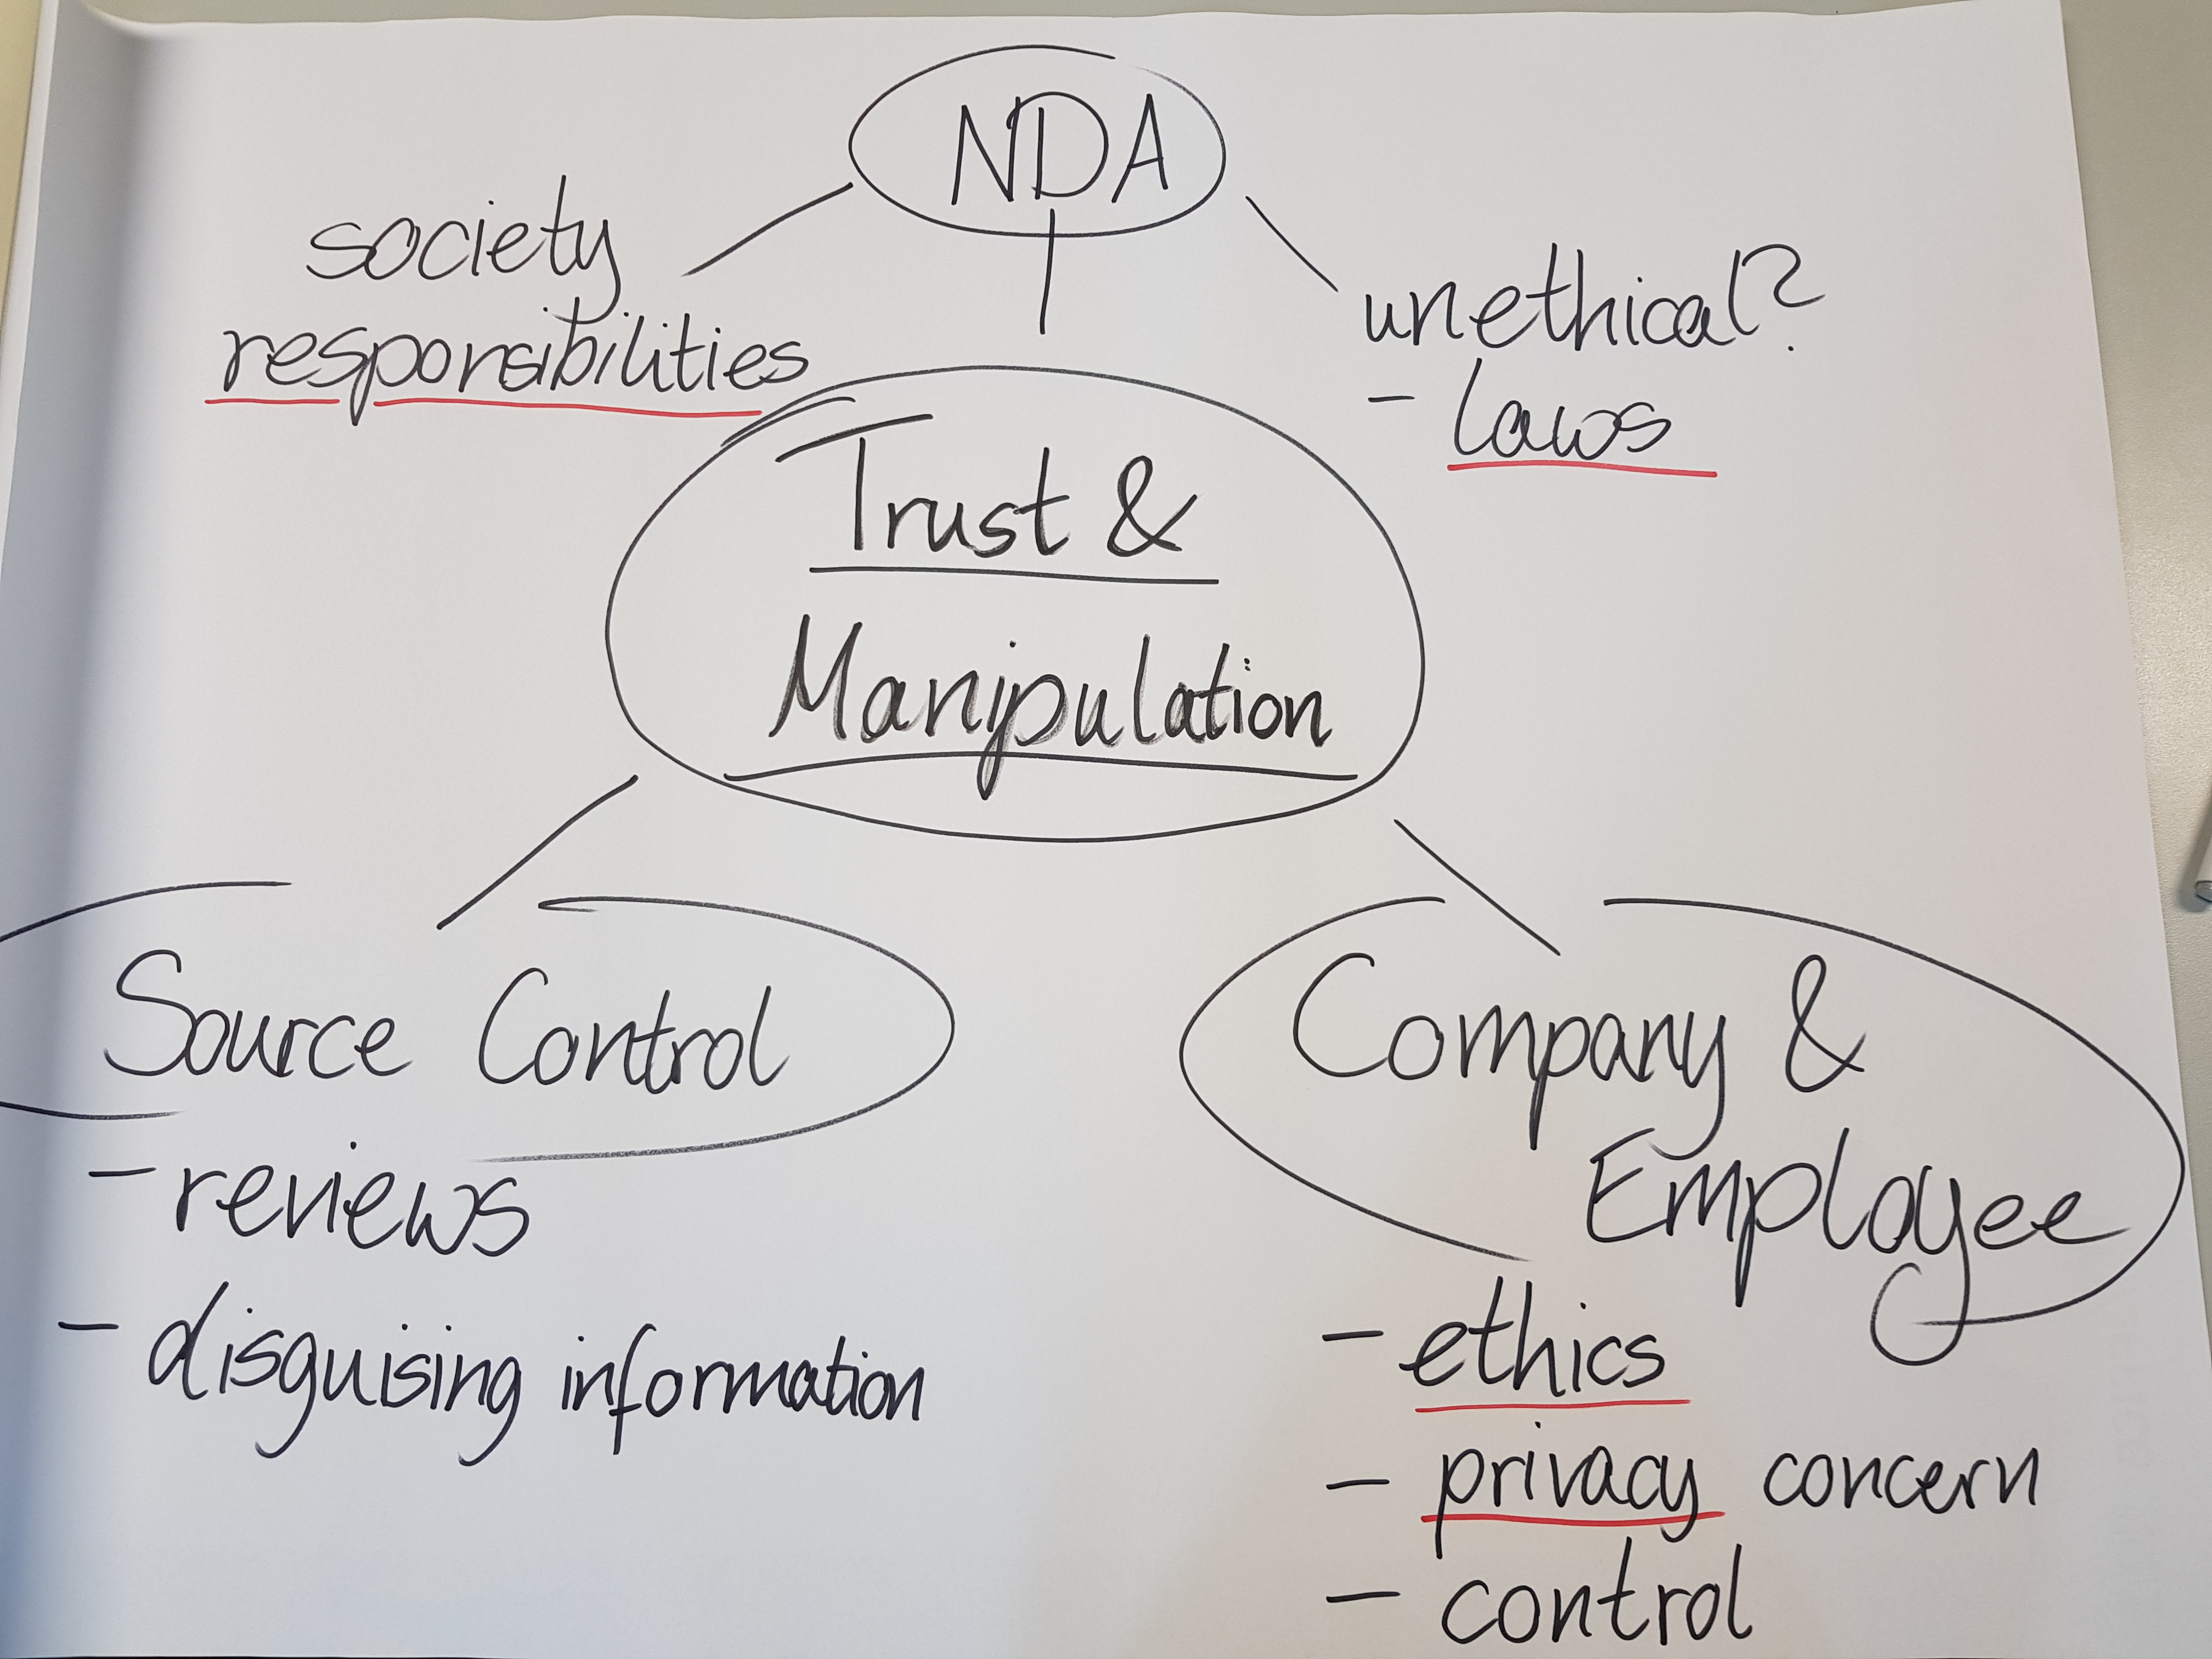 NDA
society
responsibilities
unethical?
- laws
Trust &
Manipulation
Source Control
- reviews
- disguising information
Company &
Employee
- ethics
- privacy concern
- control